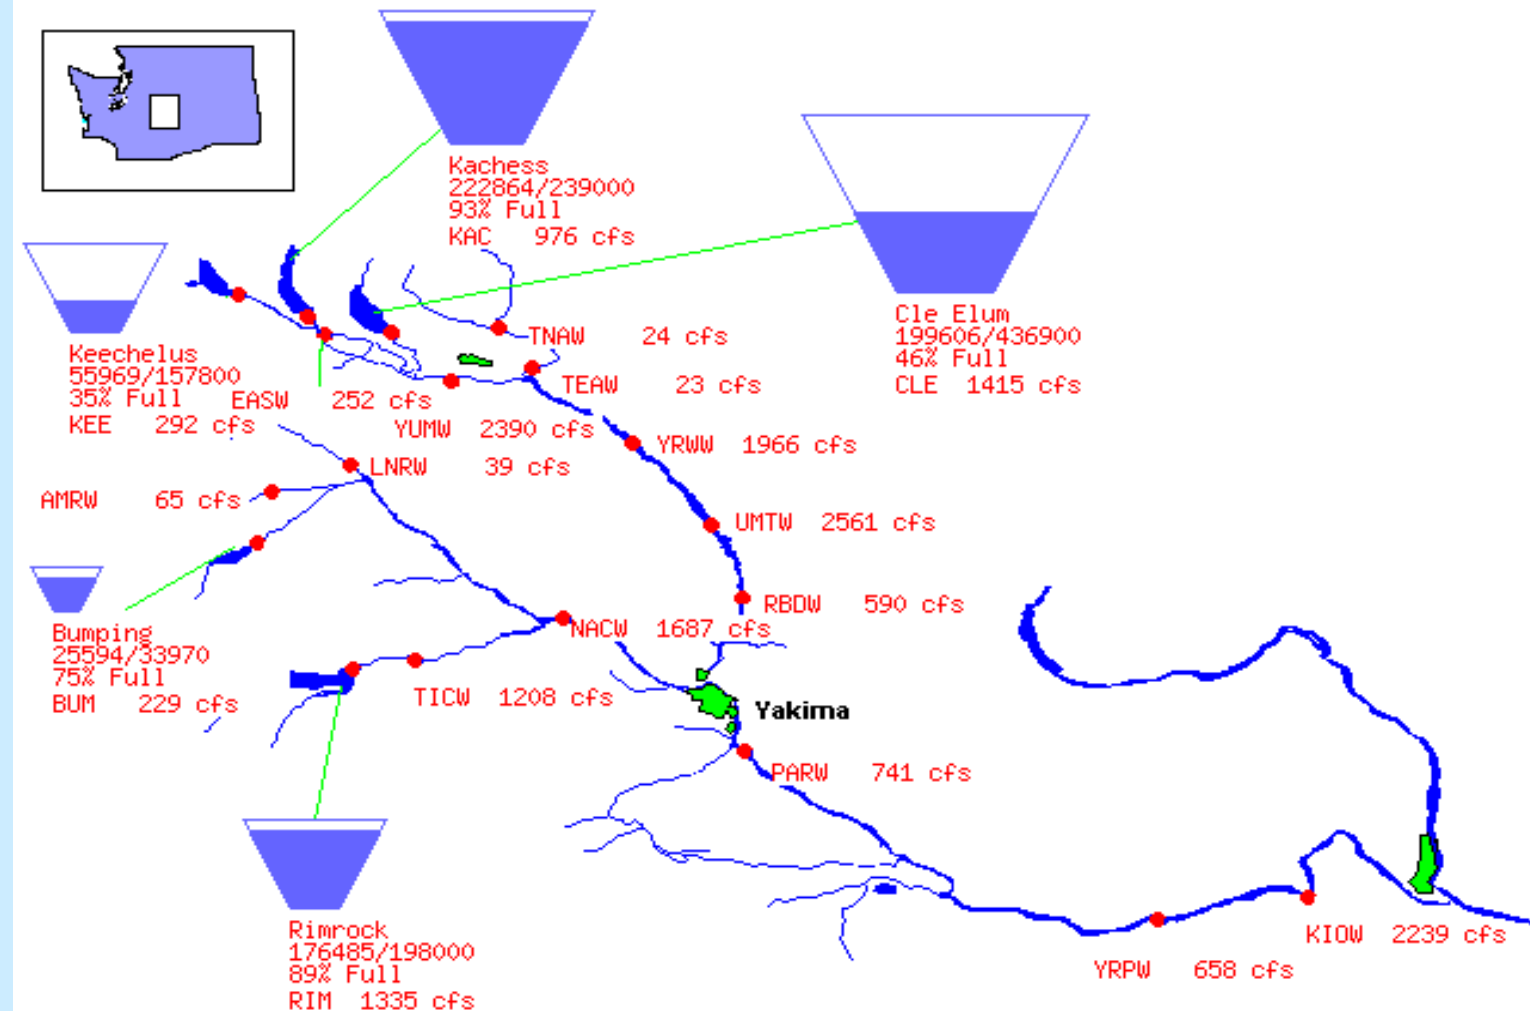 Kachess
222864/239000
93% Full
KAC 976 cfs
Cle Elum
199606/436900
46% Full
CLE 1415 cfs
Keechelus
55969/157800
35% Full
KEE 292 cfs
TNAW 24 cfs
TEAW 23 cfs
EASW 252 cfs
YUMW 2390 cfs
YRWW 1966 cfs
LNRW 39 cfs
AMRW 65 cfs
UMTW 2561 cfs
RBDW 590 cfs
NACW 1687 cfs
Bumping
25594/33970
75% Full
BUM 229 cfs
TICW 1208 cfs
Yakima
PARW 741 cfs
Rimrock
176485/198000
89% Full
RIM 1335 cfs
KIOW 2239 cfs
YRPW 658 cfs